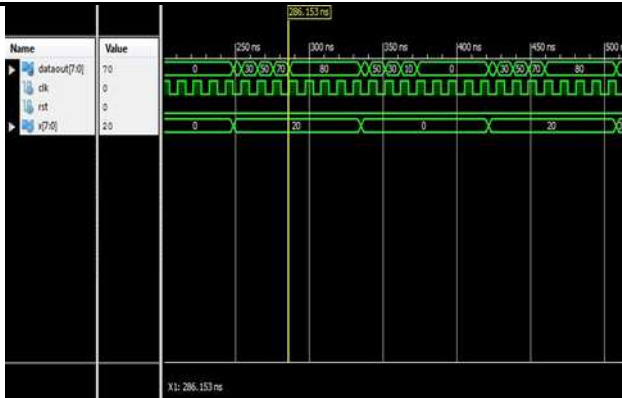 286.153 ns
Name Value 250 ns 300 ns 350 ns 400 ns 450 ns 500
dataout[7:0] 70 0 30 50 70 80 50 30 10 0 30 50 70 80
clk 0
rst 0
x[7:0] 20 0 20 0 20
X1: 286.153 ns